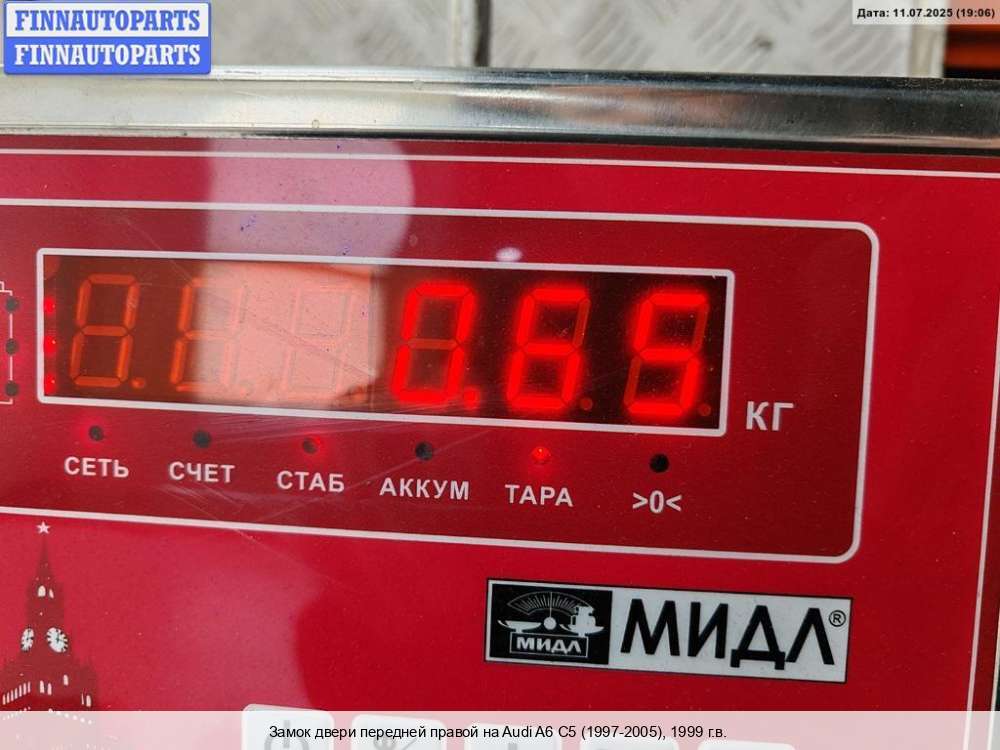 FINNAUTOPARTS
FINNAUTOPARTS
Дата: 11.07.2025 (19:06)
0.65
КГ
СЕТЬ СЧЕТ СТАБ АККУМ ТАРА >0<
МИДЛ
МИДЛ®
Замок двери передней правой на Audi A6 C5 (1997-2005), 1999 г.в.